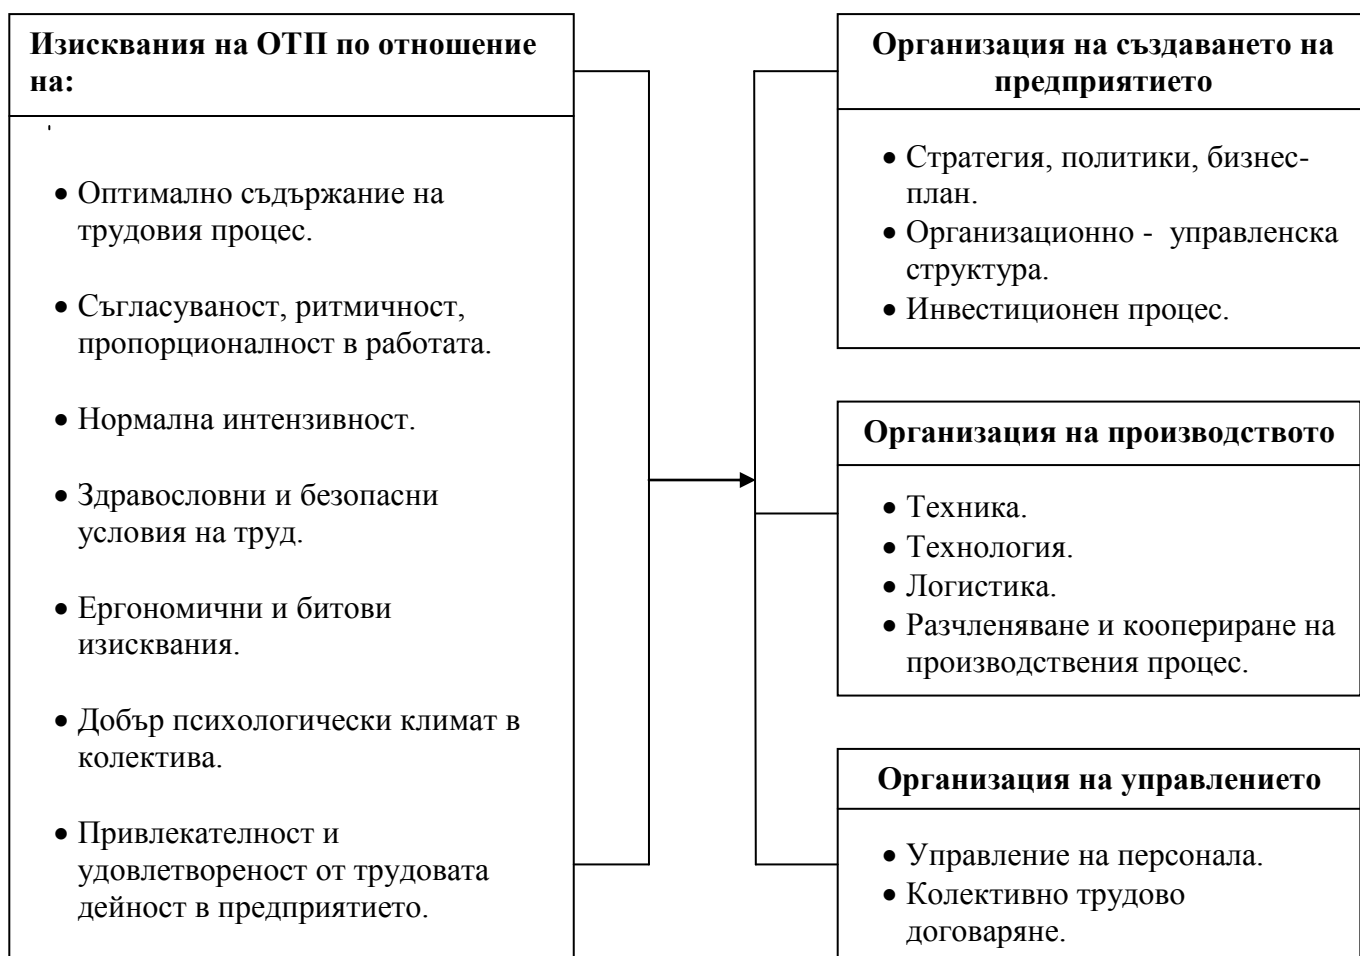 Изисквания на ОТП по отношение
на:
• Оптимално съдържание на
трудовия процес.
• Съгласуваност, ритмичност,
пропорционалност в работата.
• Нормална интензивност.
• Здравословни и безопасни
условия на труд.
• Ергономични и битови
изисквания.
• Добър психологически климат в
колектива.
• Привлекателност и
удовлетвореност от трудовата
дейност в предприятието.
Организация на създаването на
предприятието
• Стратегия, политики, бизнес-
план.
• Организационно - управленска
структура.
• Инвестиционен процес.
Организация на производството
• Техника.
• Технология.
• Логистика.
• Разчленяване и коопериране на
производствения процес.
Организация на управлението
• Управление на персонала.
• Колективно трудово
договаряне.